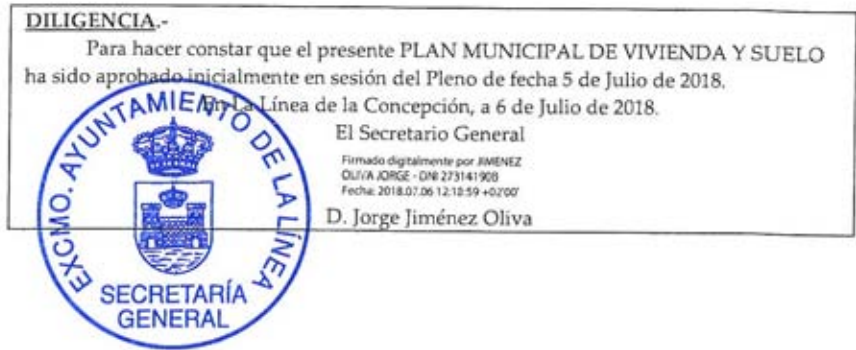 DILIGENCIA.-
Para hacer constar que el presente PLAN MUNICIPAL DE VIVIENDA Y SUELO
ha sido aprobado inicialmente en sesión del Pleno de fecha 5 de Julio de 2018.
En La Línea de la Concepción, a 6 de Julio de 2018.
El Secretario General
Firmado digitalmente por JIMENEZ
OLIVA JORGE - DNI 27314190B
Fecha: 2018.07.06 12:18:59 +02'00'
D. Jorge Jiménez Oliva
EXCMO. AYUNTAMIENTO DE LA LÍNEA
SECRETARÍA
GENERAL